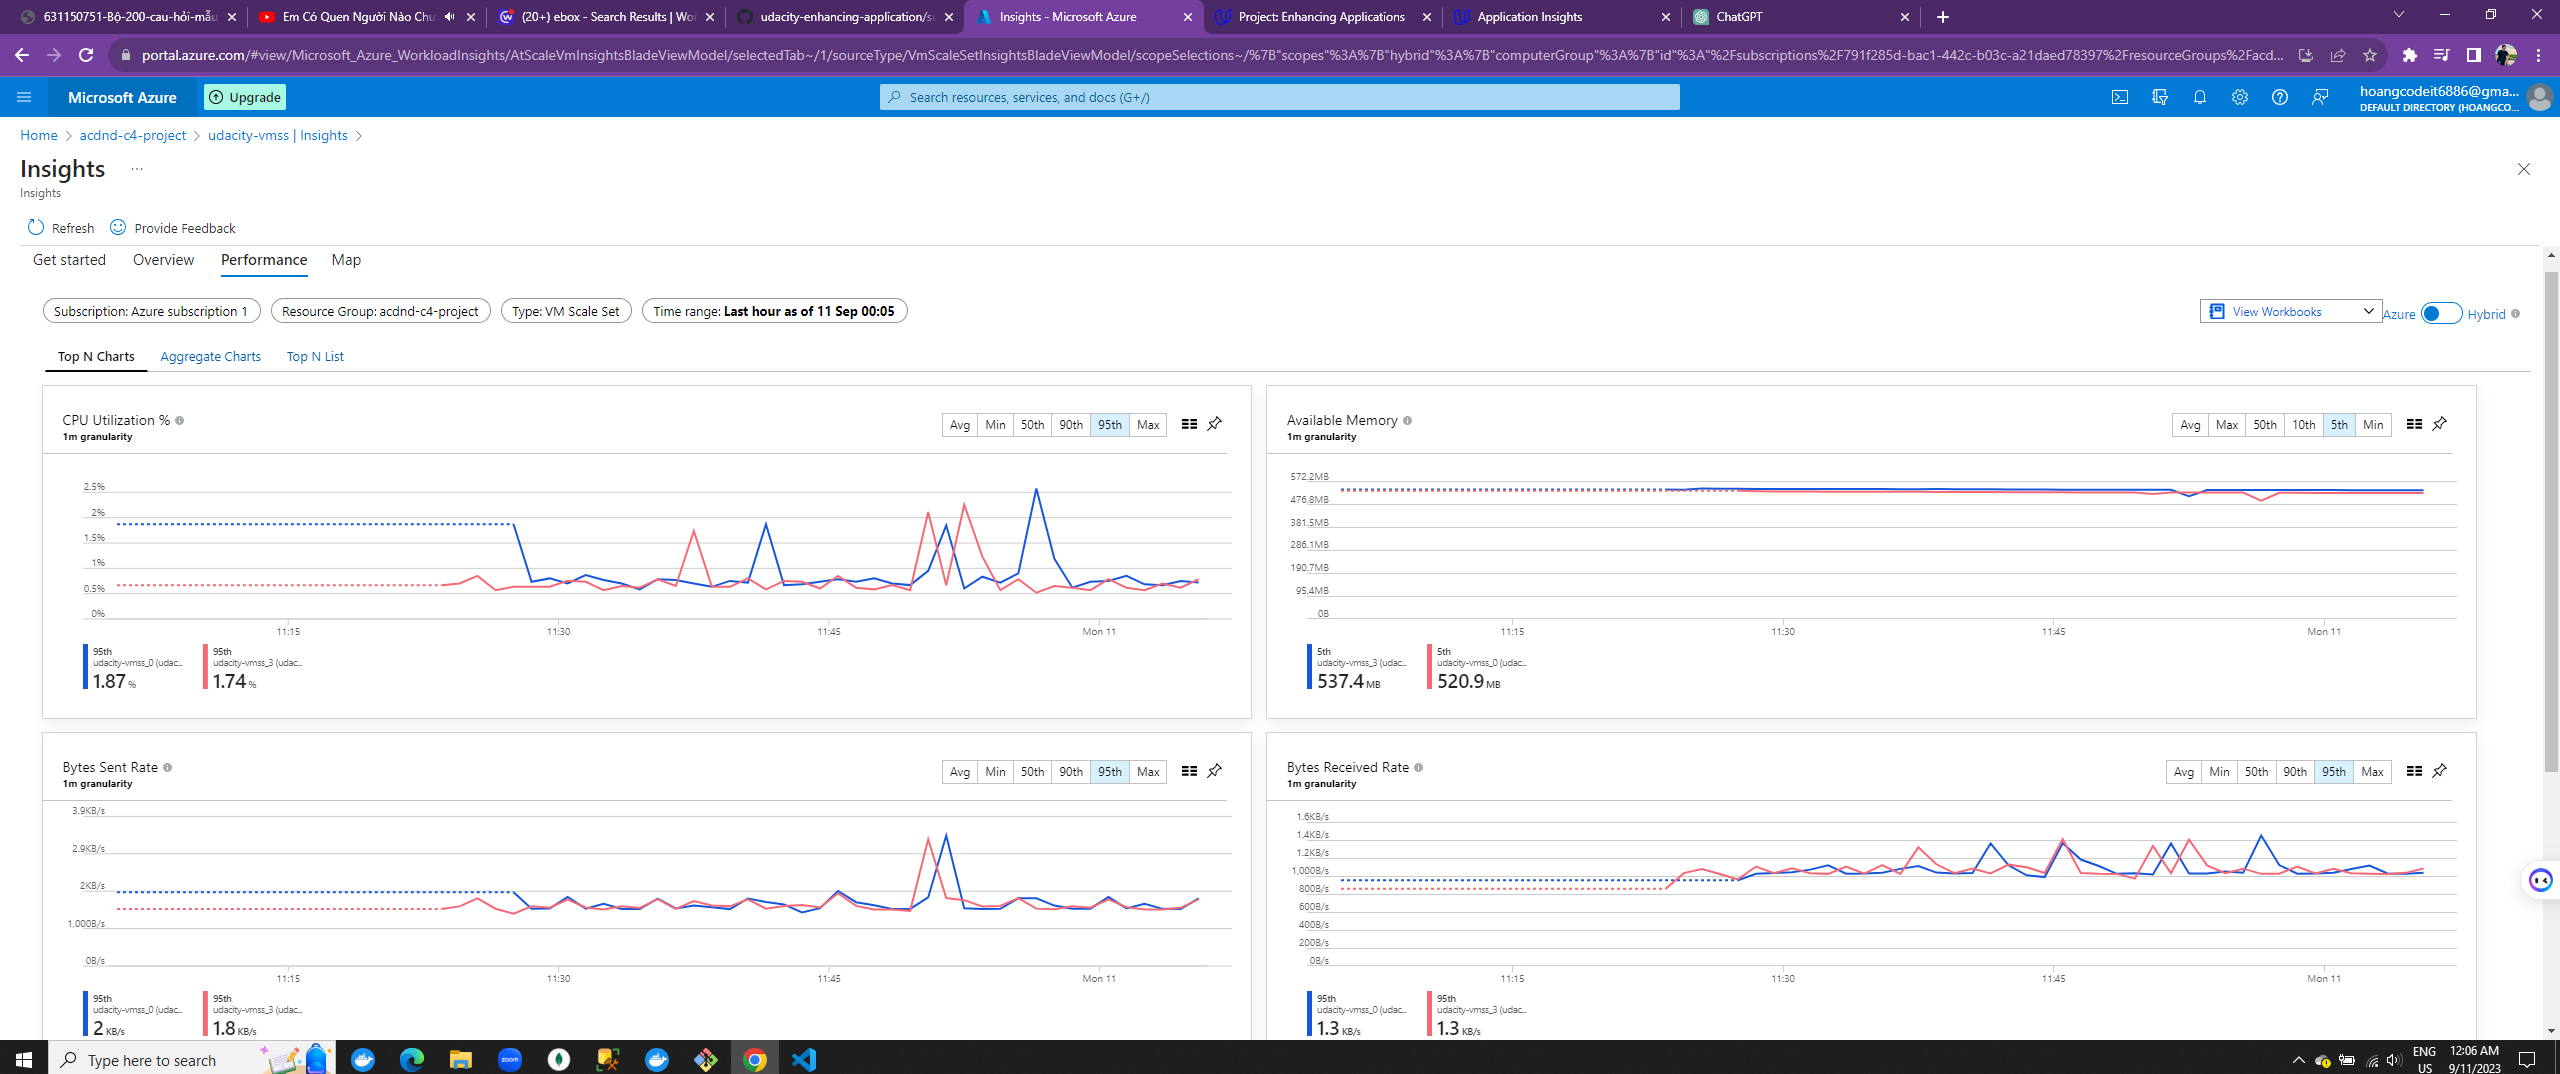 631150751-Bộ-200-cau-hỏi-mẫu
Em Có Quen Người Nào Chư
(20+) ebox - Search Results | Wor
udacity-enhancing-application/su
Insights - Microsoft Azure
Project: Enhancing Applications
Application Insights
ChatGPT
portal.azure.com/#view/Microsoft_Azure_WorkloadInsights/AtScaleVmInsightsBladeViewModel/selectedTab~/1/sourceType/VmScaleSetInsightsBladeViewModel/scopeSelections~/%7B"scopes"%3A%7B"hybrid"%3A%7B"computerGroup"%3A%7B"id"%3A"%2Fsubscriptions%2F791f285d-bac1-442c-b03c-a21daed78397%2FresourceGroups%2Facd...
Microsoft Azure
Upgrade
Search resources, services, and docs (G+/)
hoangcodeit6886@gma...
DEFAULT DIRECTORY (HOANGCO...
Home > acdnd-c4-project > udacity-vmss | Insights >
Insights ...
Insights
Refresh
Provide Feedback
Get started
Overview
Performance
Map
Subscription: Azure subscription 1
Resource Group: acdnd-c4-project
Type: VM Scale Set
Time range: Last hour as of 11 Sep 00:05
View Workbooks
Azure
Hybrid
Top N Charts
Aggregate Charts
Top N List
CPU Utilization %
1m granularity
Avg Min 50th 90th 95th Max
2.5%
2%
1.5%
1%
0.5%
0%
11:15 11:30 11:45 Mon 11
95th
udacity-vmss_0 (udac...
1.87 %
95th
udacity-vmss_3 (udac...
1.74 %
Available Memory
1m granularity
Avg Max 50th 10th 5th Min
572.2MB
476.8MB
381.5MB
286.1MB
190.7MB
95.4MB
0B
11:15 11:30 11:45 Mon 11
5th
udacity-vmss_3 (udac...
537.4 MB
5th
udacity-vmss_0 (udac...
520.9 MB
Bytes Sent Rate
1m granularity
Avg Min 50th 90th 95th Max
3.9KB/s
2.9KB/s
2KB/s
1,000B/s
0B/s
11:15 11:30 11:45 Mon 11
95th
udacity-vmss_0 (udac...
2 KB/s
95th
udacity-vmss_3 (udac...
1.8 KB/s
Bytes Received Rate
1m granularity
Avg Min 50th 90th 95th Max
1.6KB/s
1.4KB/s
1.2KB/s
1,000B/s
800B/s
600B/s
400B/s
200B/s
0B/s
11:15 11:30 11:45 Mon 11
95th
udacity-vmss_0 (udac...
1.3 KB/s
95th
udacity-vmss_3 (udac...
1.3 KB/s
Type here to search
zoom
ENG
US
12:06 AM
9/11/2023